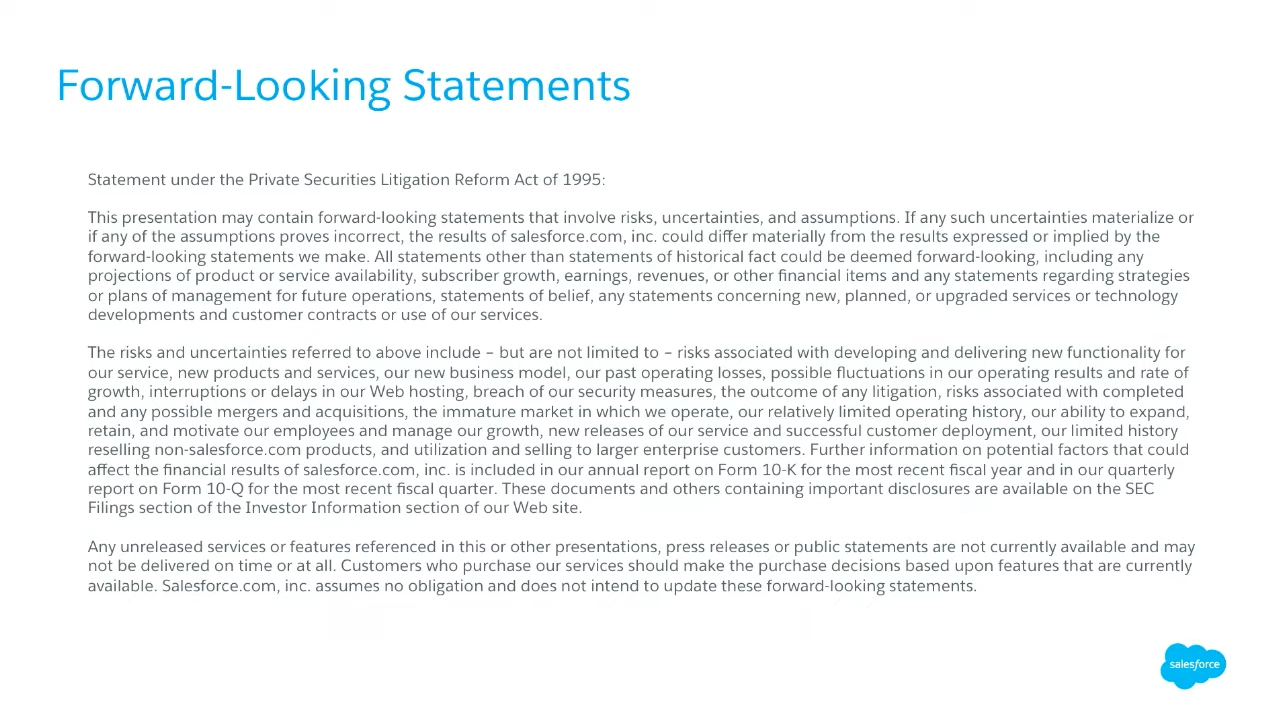 Forward-Looking Statements
Statement under the Private Securities Litigation Reform Act of 1995:
This presentation may contain forward-looking statements that involve risks, uncertainties, and assumptions. If any such uncertainties materialize or
if any of the assumptions proves incorrect, the results of salesforce.com, inc. could differ materially from the results expressed or implied by the
forward-looking statements we make. All statements other than statements of historical fact could be deemed forward-looking, including any
projections of product or service availability, subscriber growth, earnings, revenues, or other financial items and any statements regarding strategies
or plans of management for future operations, statements of belief, any statements concerning new, planned, or upgraded services or technology
developments and customer contracts or use of our services.
The risks and uncertainties referred to above include – but are not limited to – risks associated with developing and delivering new functionality for
our service, new products and services, our new business model, our past operating losses, possible fluctuations in our operating results and rate of
growth, interruptions or delays in our Web hosting, breach of our security measures, the outcome of any litigation, risks associated with completed
and any possible mergers and acquisitions, the immature market in which we operate, our relatively limited operating history, our ability to expand,
retain, and motivate our employees and manage our growth, new releases of our service and successful customer deployment, our limited history
reselling non-salesforce.com products, and utilization and selling to larger enterprise customers. Further information on potential factors that could
affect the financial results of salesforce.com, inc. is included in our annual report on Form 10-K for the most recent fiscal year and in our quarterly
report on Form 10-Q for the most recent fiscal quarter. These documents and others containing important disclosures are available on the SEC
Filings section of the Investor Information section of our Web site.
Any unreleased services or features referenced in this or other presentations, press releases or public statements are not currently available and may
not be delivered on time or at all. Customers who purchase our services should make the purchase decisions based upon features that are currently
available. Salesforce.com, inc. assumes no obligation and does not intend to update these forward-looking statements.
salesforce